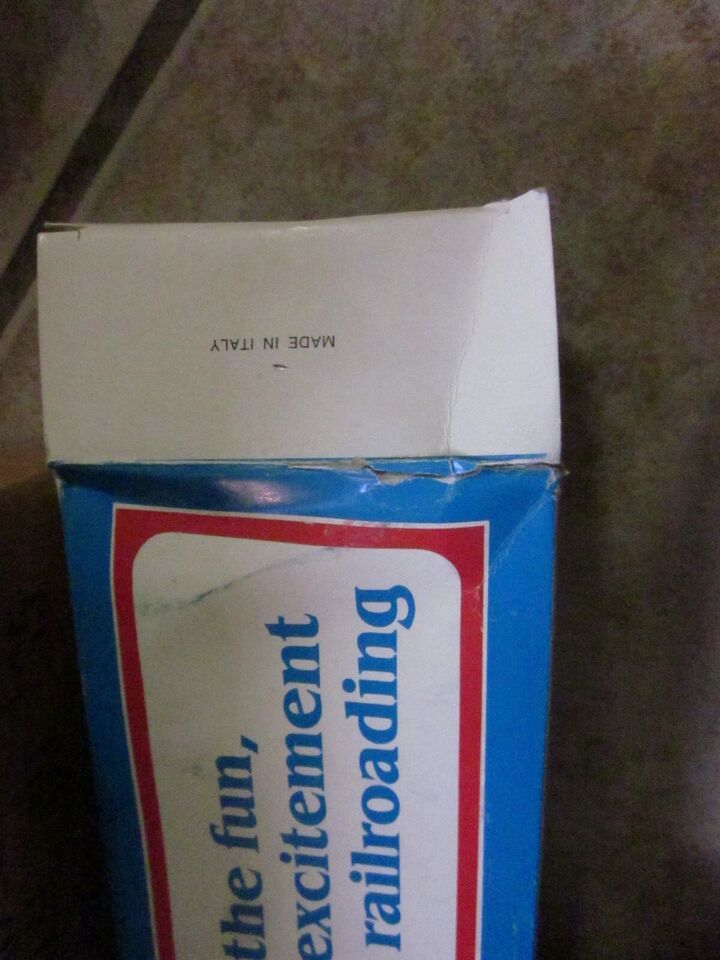 MADE IN ITALY
the fun,
excitement
railroading